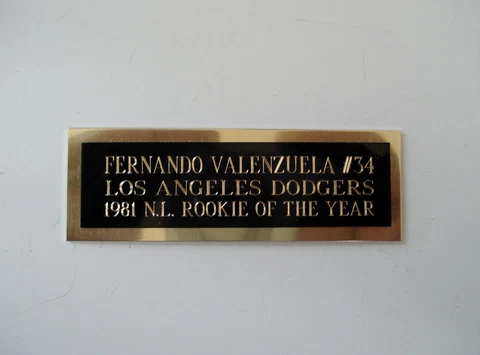 FERNANDO VALENZUELA #34
LOS ANGELES DODGERS
1981 N.L. ROOKIE OF THE YEAR